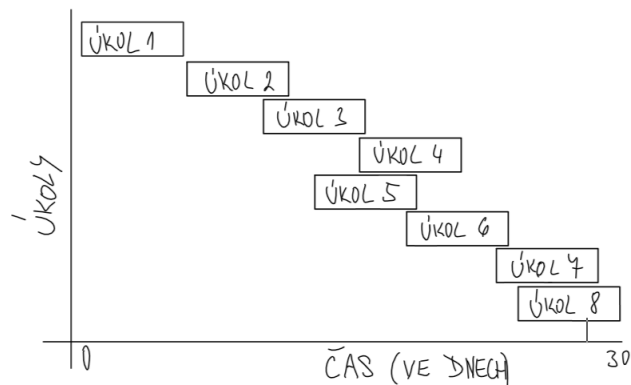 ÚKOL 1
ÚKOL 2
ÚKOL 3
ÚKOL 4
ÚKOL 5
ÚKOL 6
ÚKOL 7
ÚKOL 8
ÚKOLY
0
ČAS (VE DNECH)
30